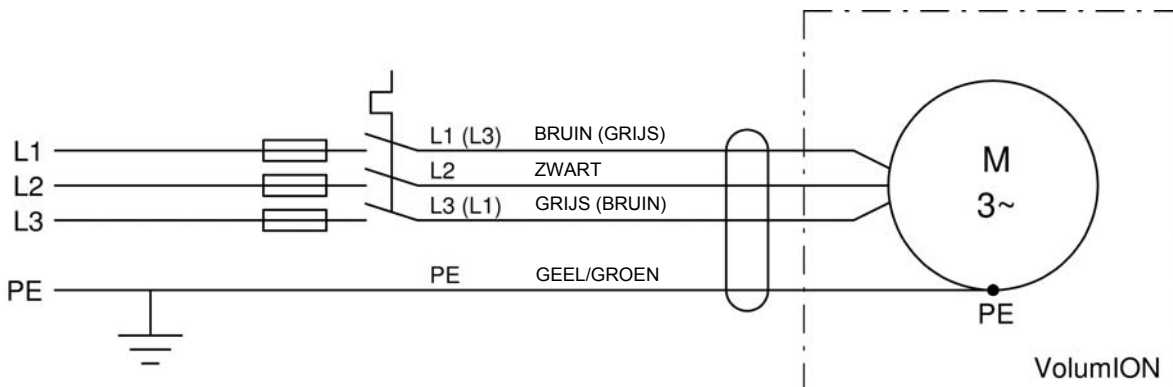 L1 (L3) BRUIN (GRIJS)
L1
L2 ZWART
L2
L3 (L1) GRIJS (BRUIN)
L3
M
3~
PE GEEL/GROEN
PE
PE
VolumION